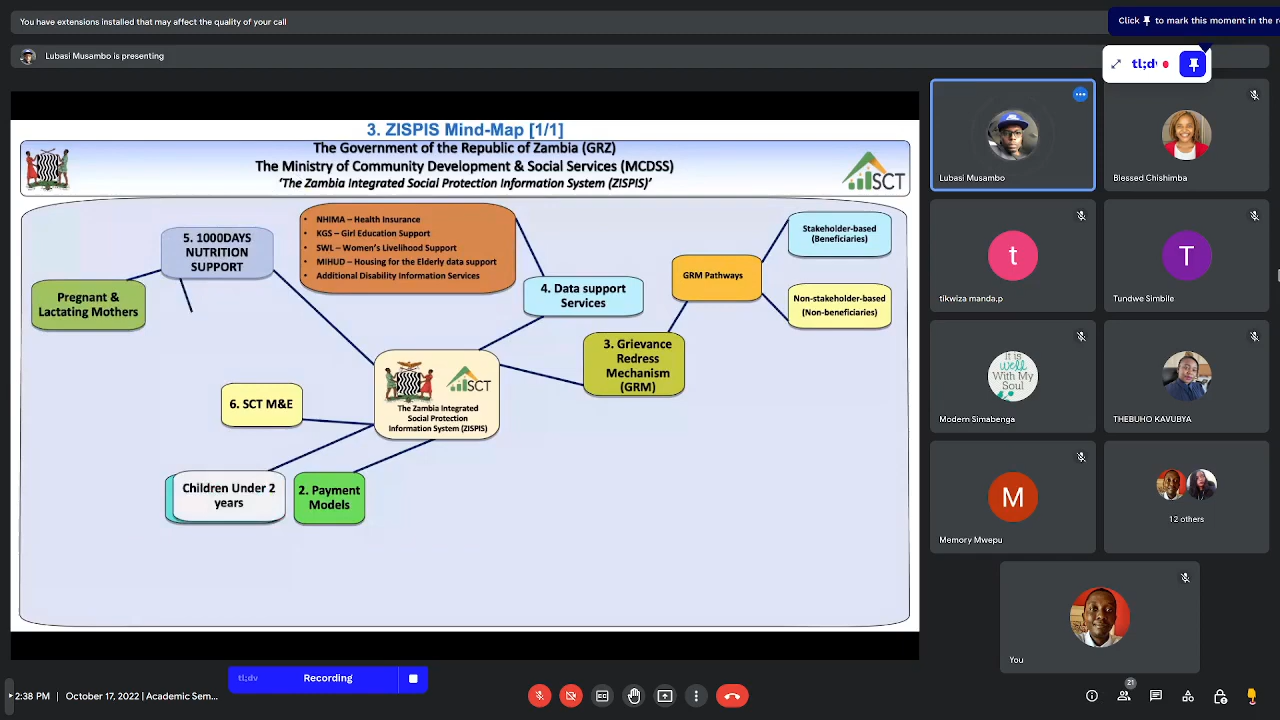 You have extensions installed that may affect the quality of your call
Click to mark this moment in the r
Lubasi Musambo is presenting
tl;dv
3. ZISPIS Mind-Map [1/1]
The Government of the Republic of Zambia (GRZ)
The Ministry of Community Development & Social Services (MCDSS)
'The Zambia Integrated Social Protection Information System (ZISPIS)'
SCT
5. 1000DAYS
NUTRITION
SUPPORT
Pregnant &
Lactating Mothers
• NHIMA – Health Insurance
• KGS – Girl Education Support
• SWL – Women's Livelihood Support
• MIHUD – Housing for the Elderly data support
• Additional Disability Information Services
4. Data support
Services
GRM Pathways
Stakeholder-based
(Beneficiaries)
Non-stakeholder-based
(Non-beneficiaries)
3. Grievance
Redress
Mechanism
(GRM)
SCT
The Zambia Integrated
Social Protection
Information System (ZISPIS)
6. SCT M&E
Children Under 2
years
2. Payment
Models
Lubasi Musambo
Blessed Chishimba
t
tikwiza manda.p
T
Tundwe Simbile
It is
well
With My
Soul
Modern Simabenga
THEBUHO KAVUBYA
M
Memory Mwepu
12 others
You
tl;dv
Recording
2:38 PM | October 17, 2022 | Academic Sem...
21